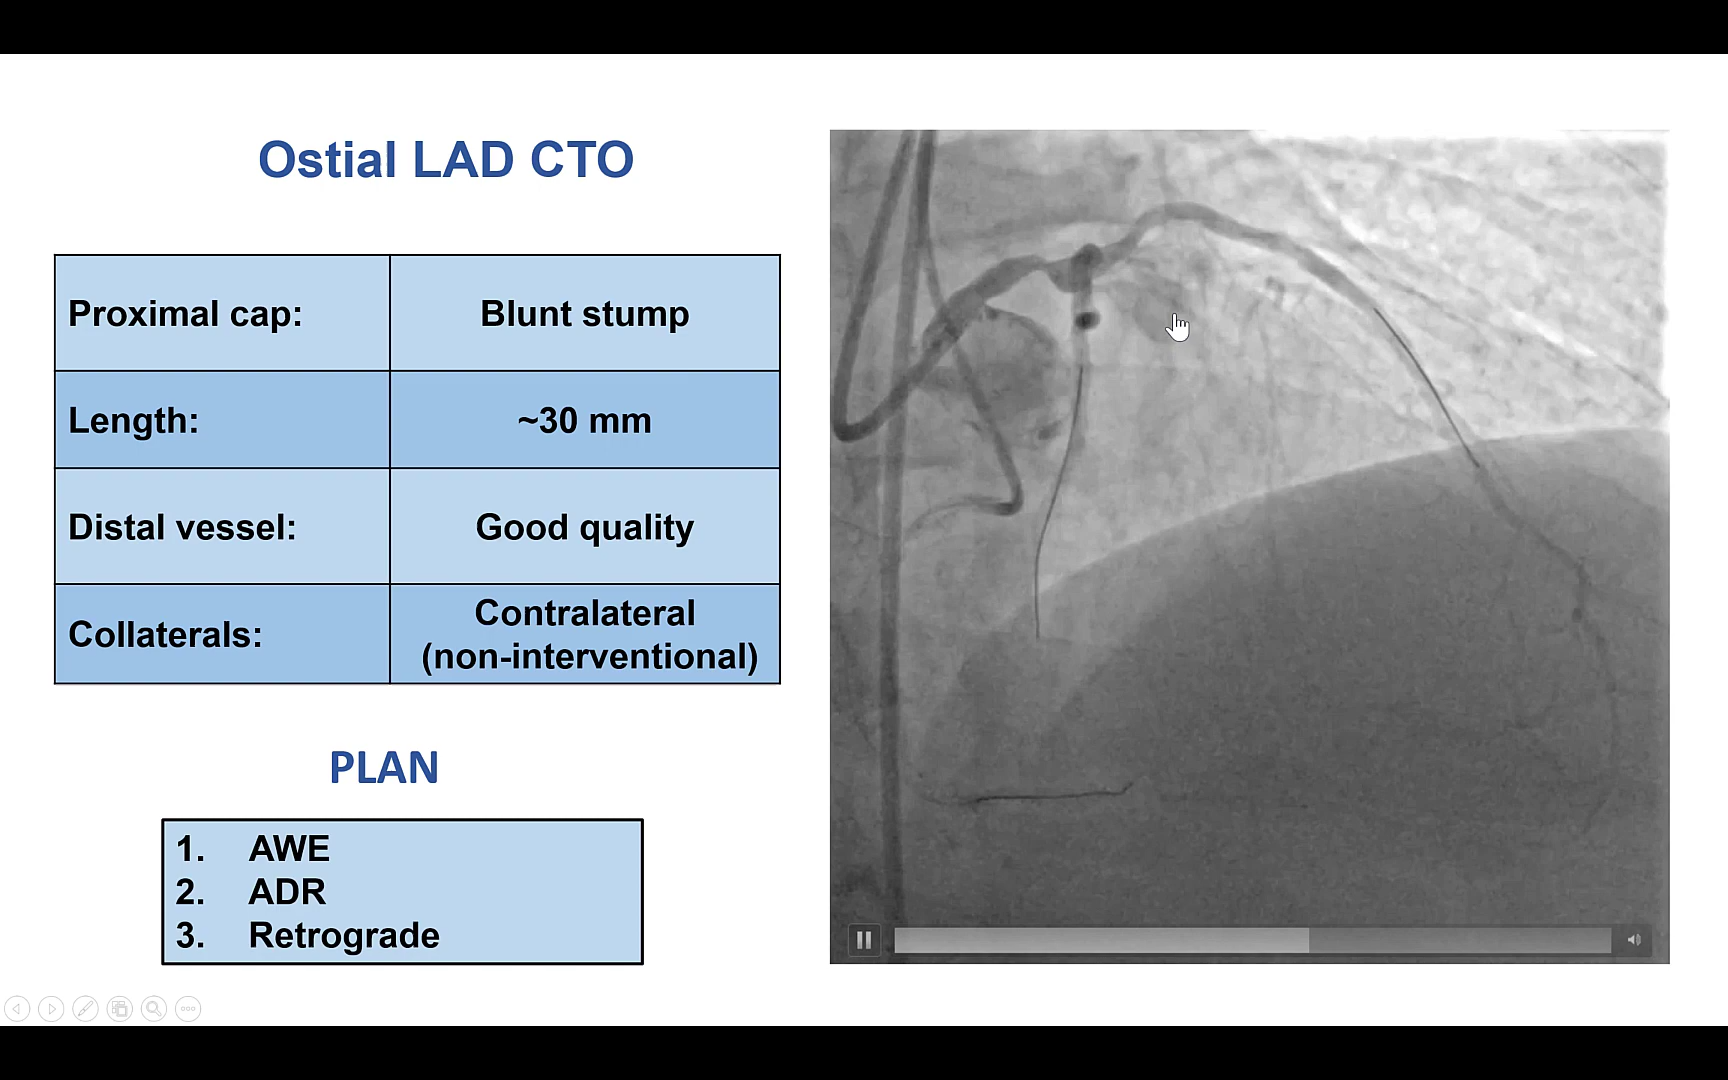 Ostial LAD CTO
Proximal cap: Blunt stump
Length: ~30 mm
Distal vessel: Good quality
Collaterals: Contralateral
(non-interventional)
PLAN
1. AWE
2. ADR
3. Retrograde